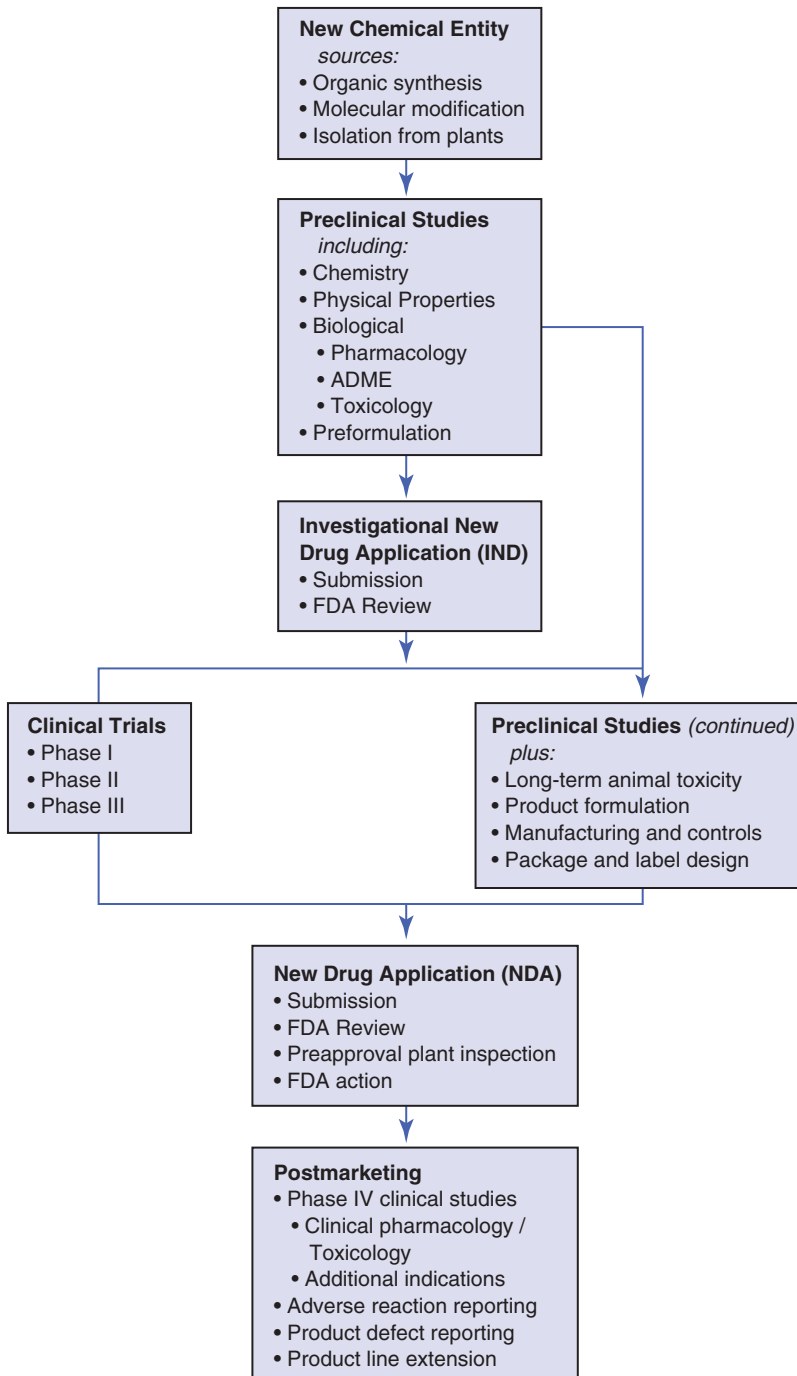 New Chemical Entity
sources:
• Organic synthesis
• Molecular modification
• Isolation from plants
Preclinical Studies
including:
• Chemistry
• Physical Properties
• Biological
• Pharmacology
• ADME
• Toxicology
• Preformulation
Investigational New
Drug Application (IND)
• Submission
• FDA Review
Clinical Trials
• Phase I
• Phase II
• Phase III
Preclinical Studies (continued)
plus:
• Long-term animal toxicity
• Product formulation
• Manufacturing and controls
• Package and label design
New Drug Application (NDA)
• Submission
• FDA Review
• Preapproval plant inspection
• FDA action
Postmarketing
• Phase IV clinical studies
• Clinical pharmacology /
Toxicology
• Additional indications
• Adverse reaction reporting
• Product defect reporting
• Product line extension